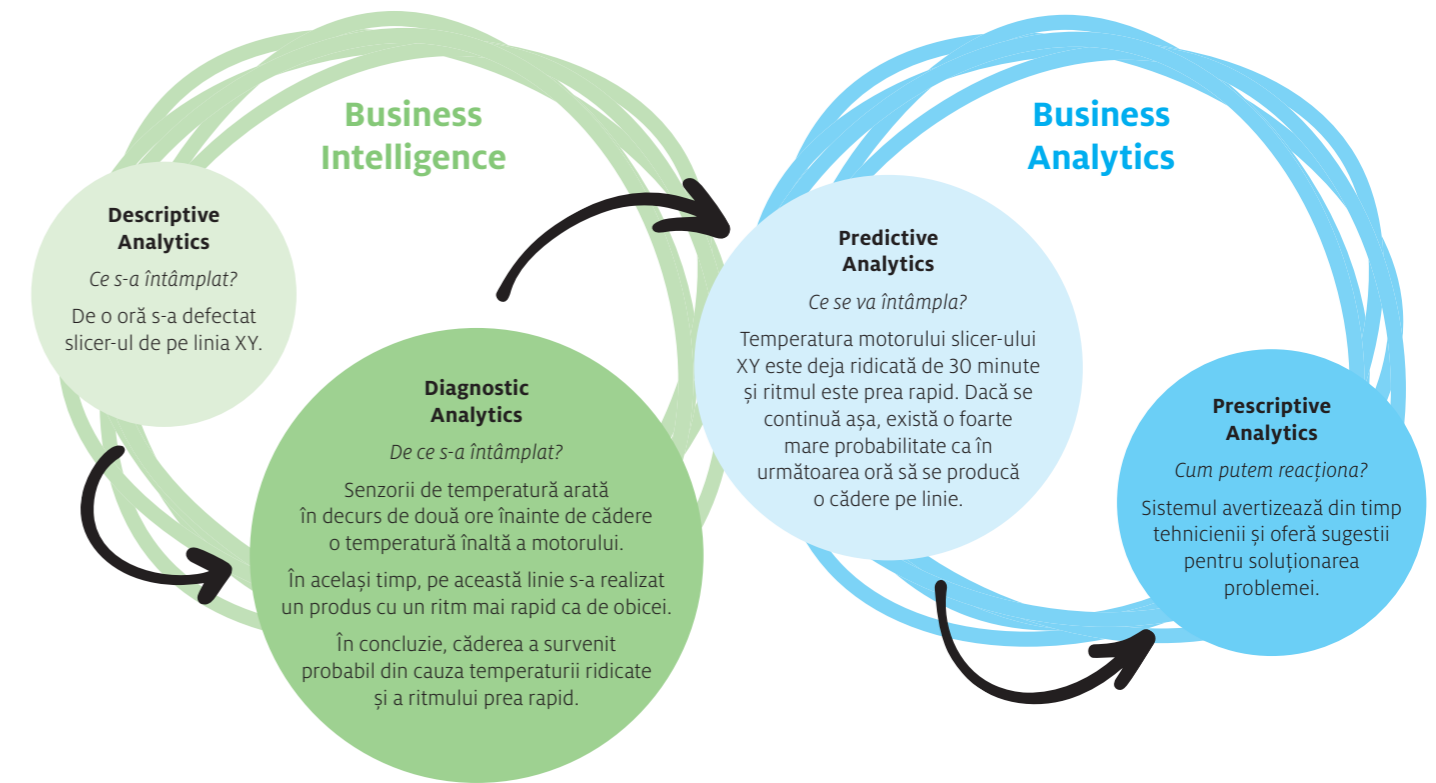 Business
Intelligence
Descriptive
Analytics
Ce s-a întâmplat?
De o oră s-a defectat
slicer-ul de pe linia XY.
Diagnostic
Analytics
De ce s-a întâmplat?
Senzorii de temperatură arată
în decurs de două ore înainte de cădere
o temperatură înaltă a motorului.
În același timp, pe această linie s-a realizat
un produs cu un ritm mai rapid ca de obicei.
În concluzie, căderea a survenit
probabil din cauza temperaturii ridicate
și a ritmului prea rapid.
Business
Analytics
Predictive
Analytics
Ce se va întâmpla?
Temperatura motorului slicer-ului
XY este deja ridicată de 30 minute
și ritmul este prea rapid. Dacă se
continuă așa, există o foarte
mare probabilitate ca în
următoarea oră să se producă
o cădere pe linie.
Prescriptive
Analytics
Cum putem reacționa?
Sistemul avertizează din timp
tehnicienii și oferă sugestii
pentru soluționarea
problemei.